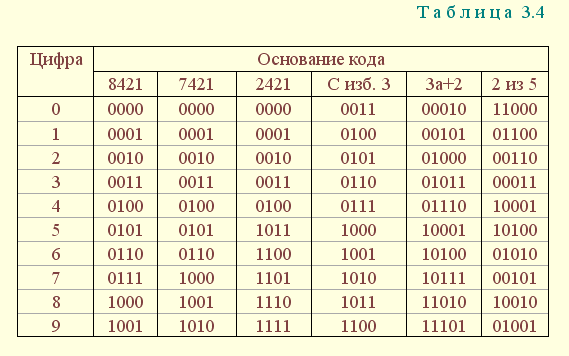 Таблица 3.4
Цифра Основание кода
8421 7421 2421 С изб. 3 3а+2 2 из 5
0 0000 0000 0000 0011 00010 11000
1 0001 0001 0001 0100 00101 01100
2 0010 0010 0010 0101 01000 00110
3 0011 0011 0011 0110 01011 00011
4 0100 0100 0100 0111 01110 10001
5 0101 0101 1011 1000 10001 10100
6 0110 0110 1100 1001 10100 01010
7 0111 1000 1101 1010 10111 00101
8 1000 1001 1110 1011 11010 10010
9 1001 1010 1111 1100 11101 01001